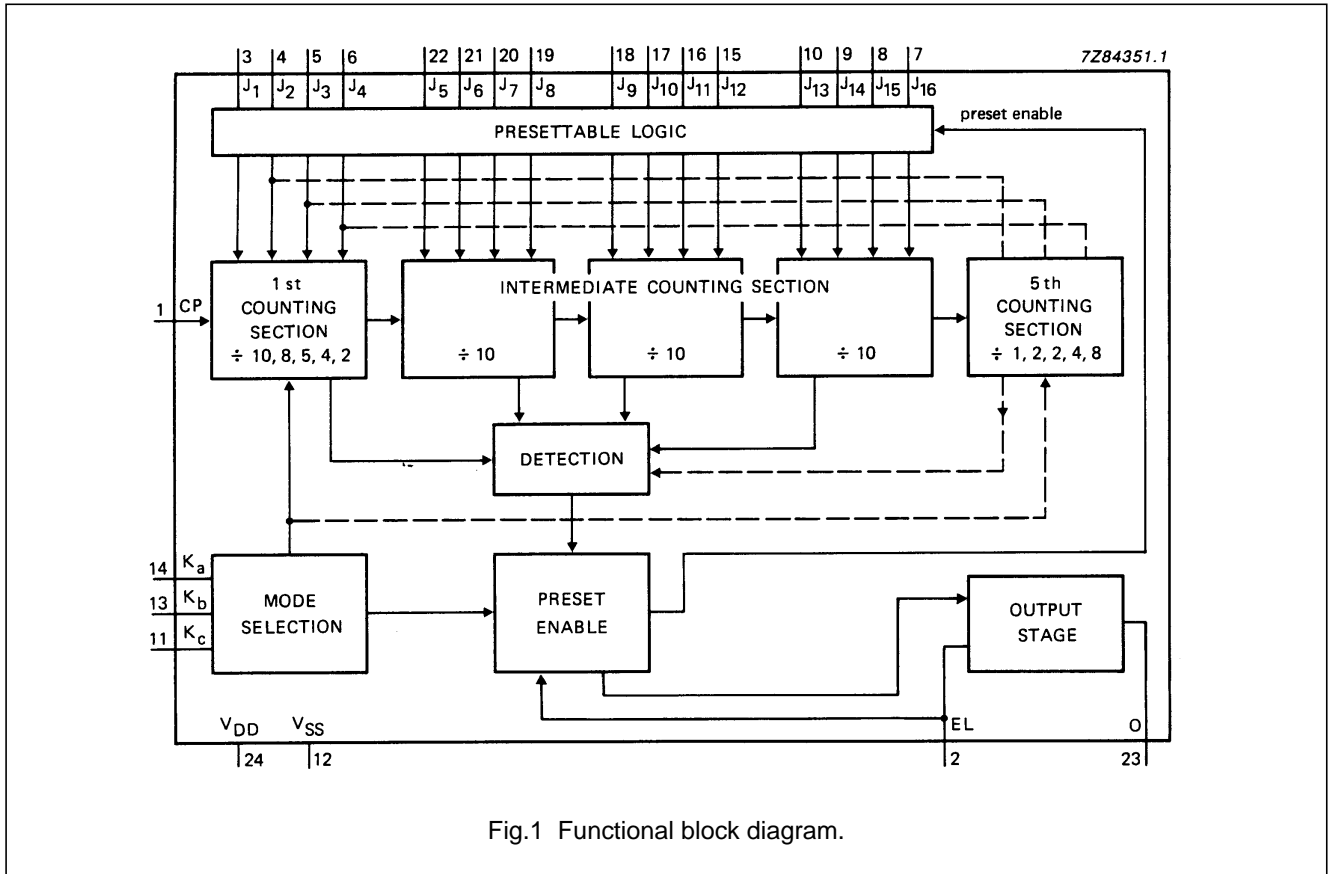 3 4 5 6 22 21 20 19 18 17 16 15 10 9 8 7 7Z84351.1
J1 J2 J3 J4 J5 J6 J7 J8 J9 J10 J11 J12 J13 J14 J15 J16
preset enable
PRESETTABLE LOGIC
1 st
COUNTING
SECTION
÷ 10, 8, 5, 4, 2
INTERMEDIATE COUNTING SECTION
÷ 10 ÷ 10 ÷ 10
5 th
COUNTING
SECTION
÷ 1, 2, 2, 4, 8
1 CP
DETECTION
14 Ka
13 Kb
11 Kc
MODE
SELECTION
PRESET
ENABLE
OUTPUT
STAGE
VDD VSS EL O
24 12 2 23
Fig.1 Functional block diagram.